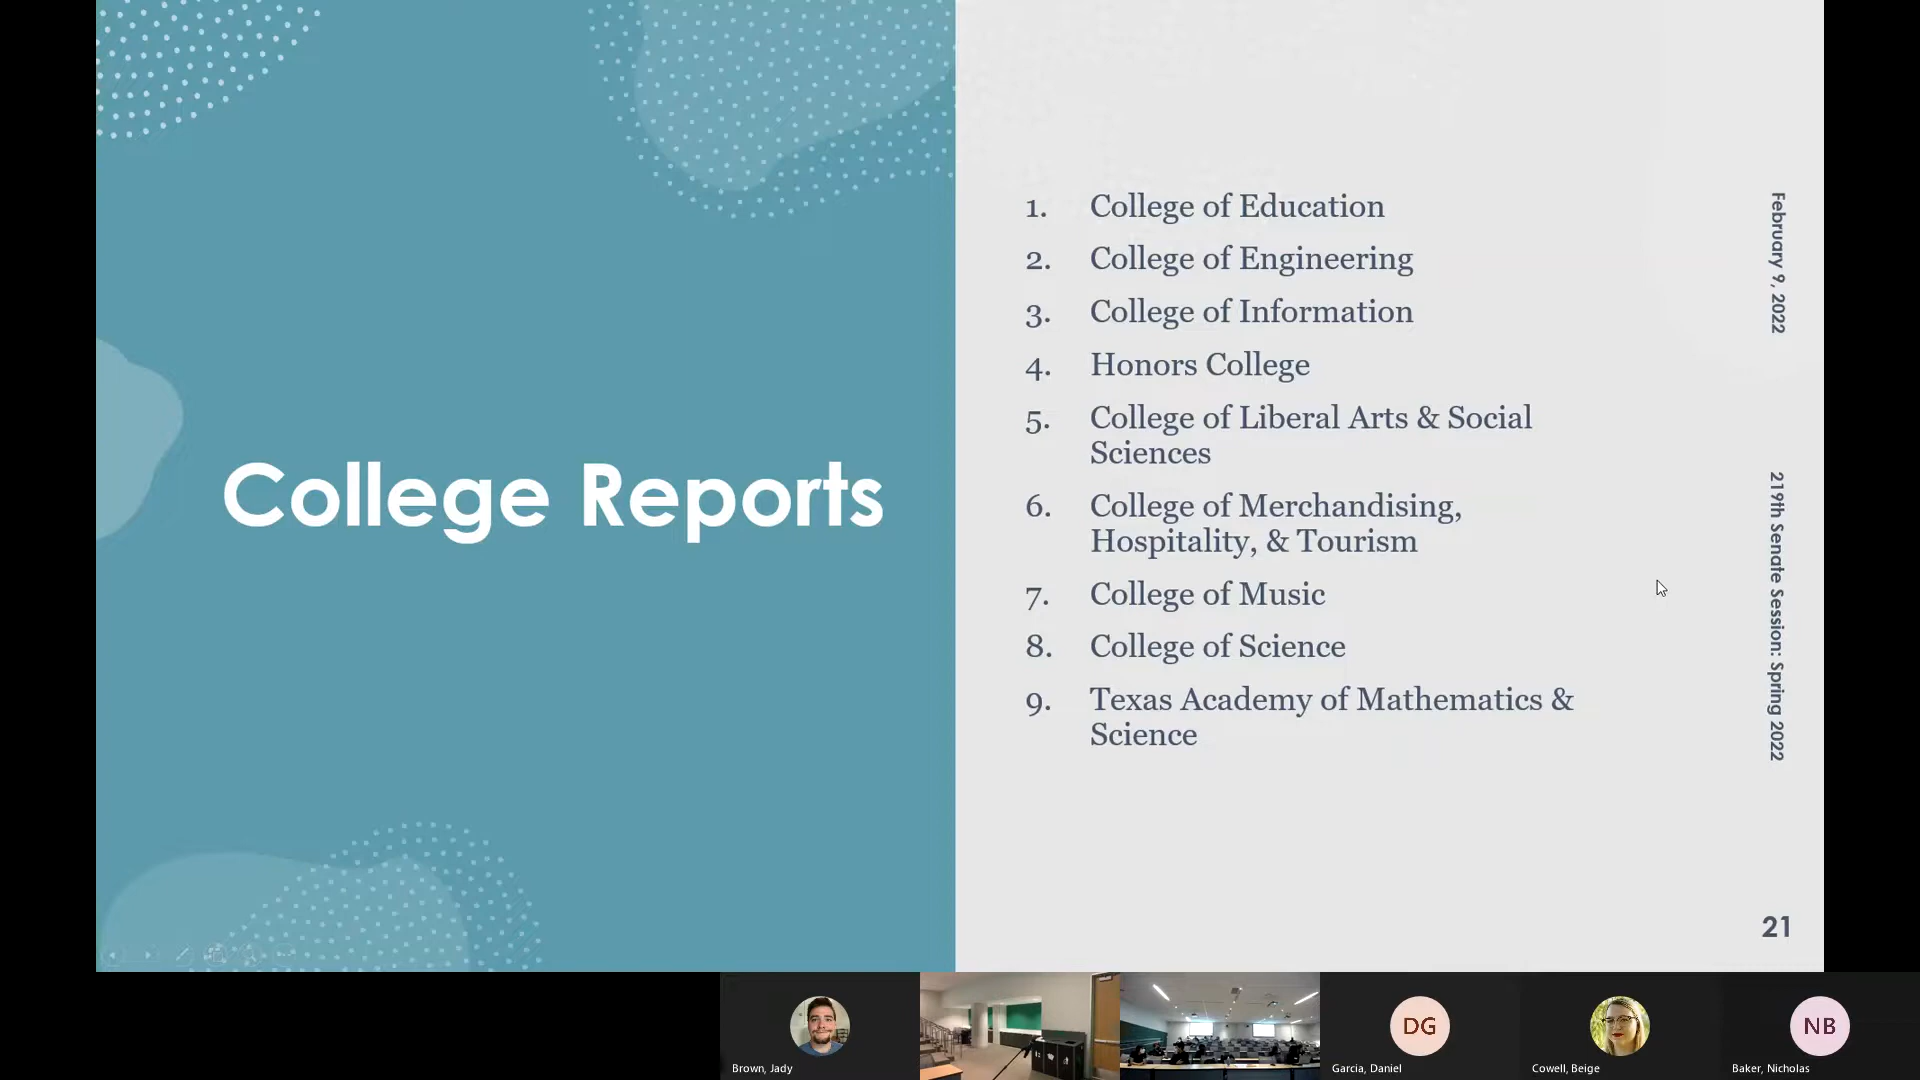 College Reports
1. College of Education
2. College of Engineering
3. College of Information
4. Honors College
5. College of Liberal Arts & Social
Sciences
6. College of Merchandising,
Hospitality, & Tourism
7. College of Music
8. College of Science
9. Texas Academy of Mathematics &
Science
February 9, 2022
219th Senate Session: Spring 2022
21
Brown, Jady
DG
Garcia, Daniel
Cowell, Beige
NB
Baker, Nicholas